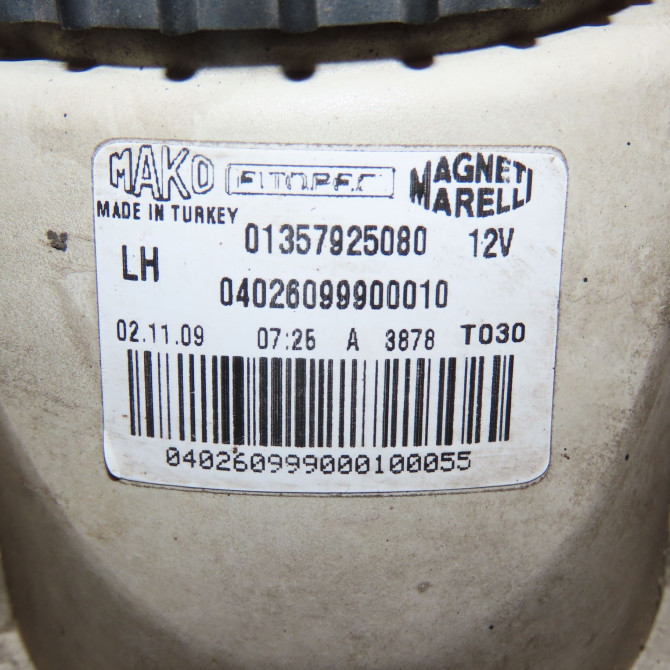 MAKO MAGNETI MARELLI
MADE IN TURKEY
01357925080 12V
LH
04026099900010
02.11.09 07:25 A 3878 T030
040260999000100055